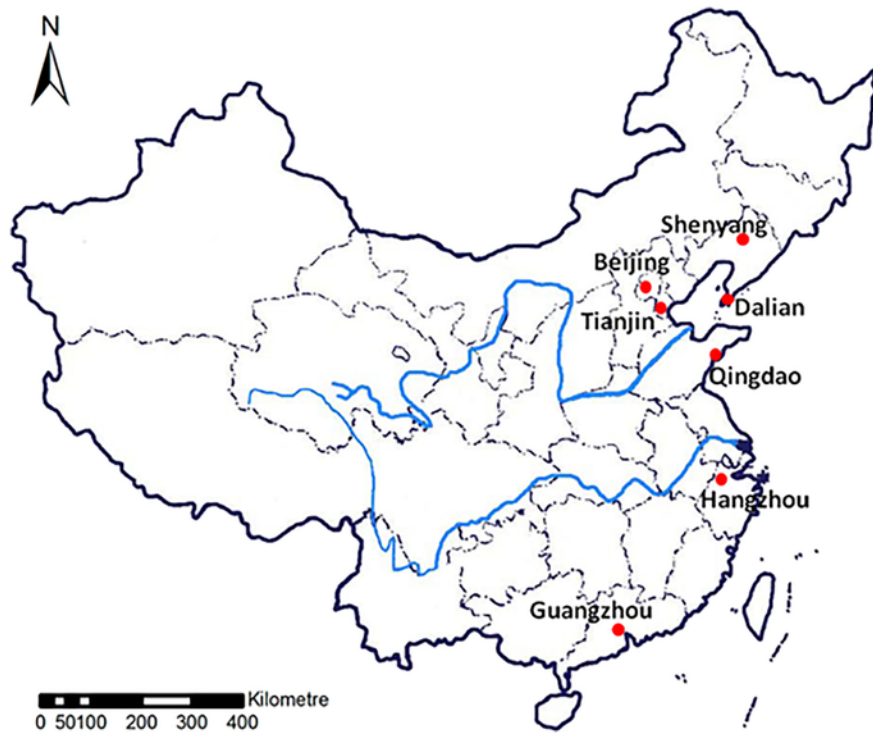 N
Shenyang
Beijing
Tianjin
Dalian
Qingdao
Hangzhou
Guangzhou
Kilometre
0 50100 200 300 400